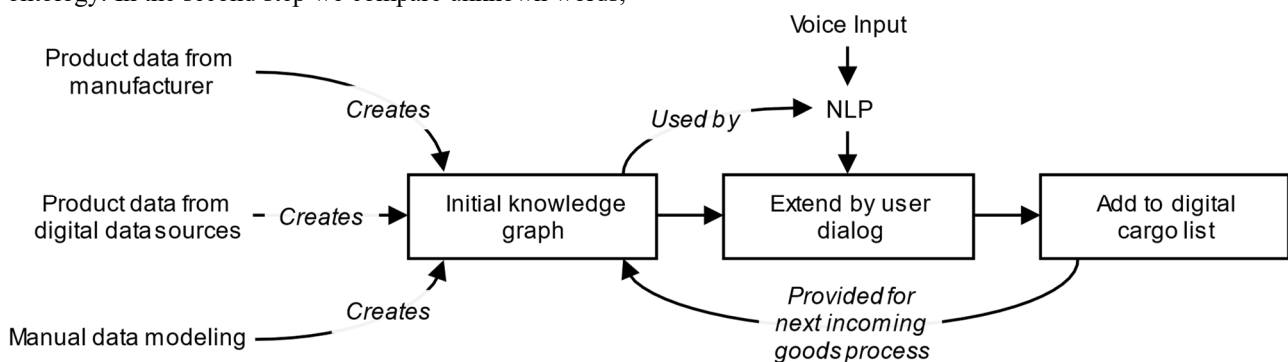 ontology. In the second step we compare unknown words,
Voice Input
Product data from
manufacturer
Creates
Used by
NLP
Product data from
digital data sources
Creates
Initial knowledge
graph
Extend by user
dialog
Add to digital
cargo list
Manual data modeling
Creates
Provided for
next incoming
goods process